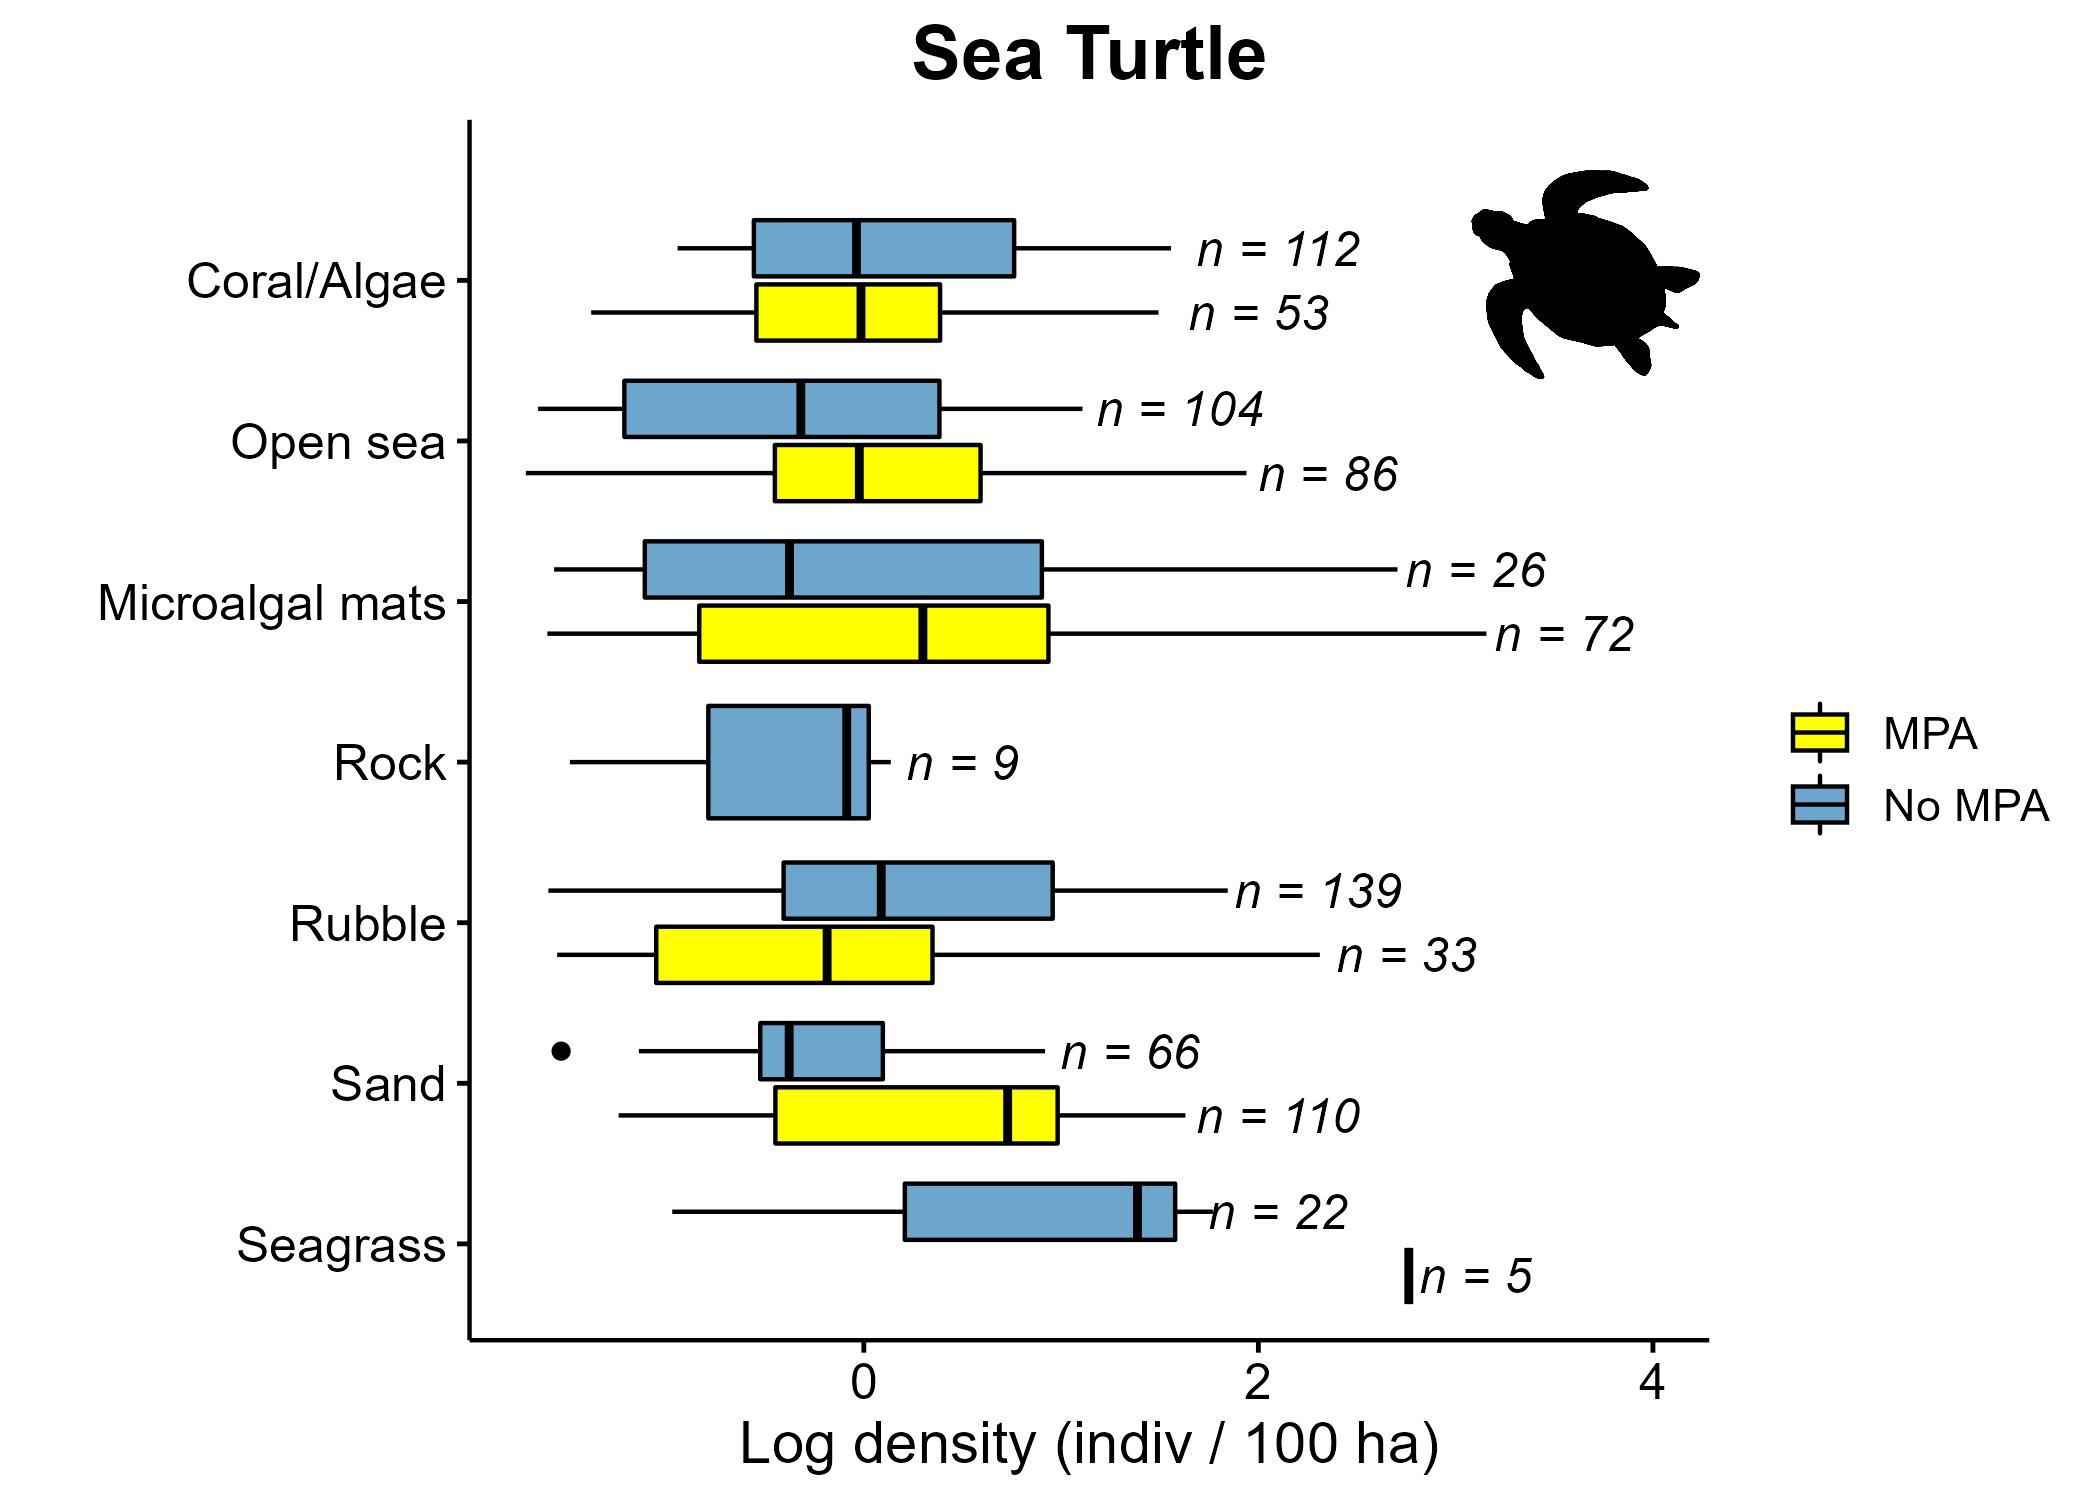 Sea Turtle
Coral/Algae
n = 112
n = 53
Open sea
n = 104
n = 86
Microalgal mats
n = 26
n = 72
Rock
n = 9
MPA
No MPA
Rubble
n = 139
n = 33
Sand
n = 66
n = 110
Seagrass
n = 22
n = 5
0 2 4
Log density (indiv / 100 ha)